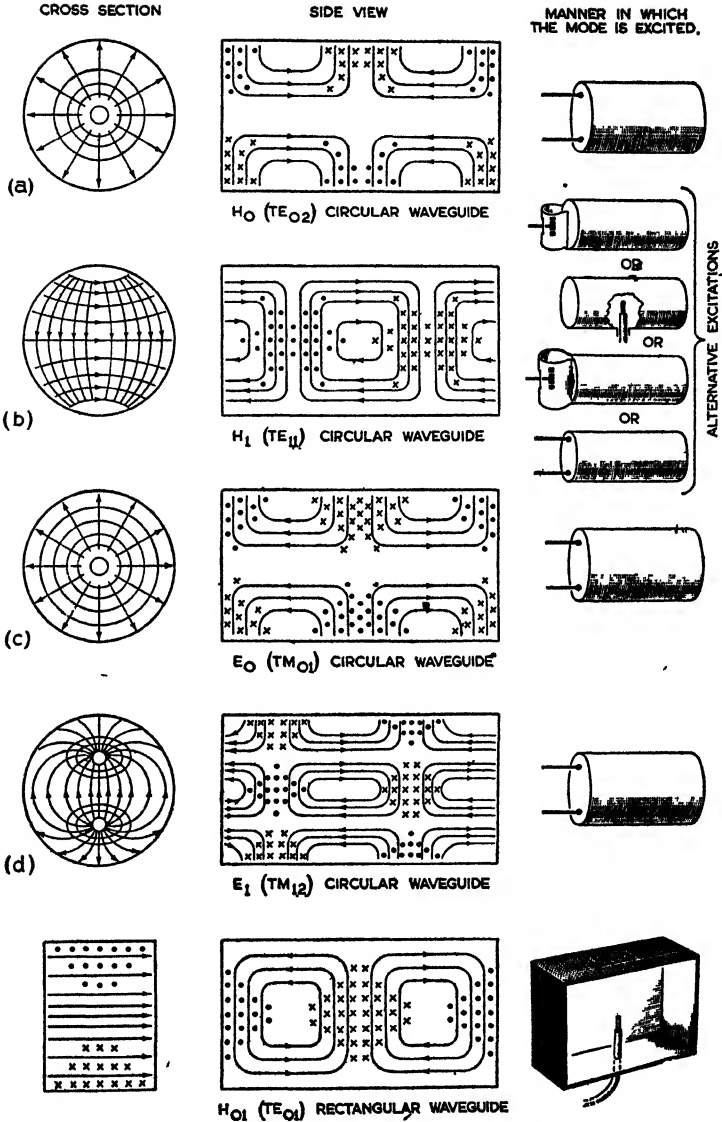 CROSS SECTION
SIDE VIEW
MANNER IN WHICH
THE MODE IS EXCITED.
(a)
H0 (TE02) CIRCULAR WAVEGUIDE
OR
(b)
OR
H1 (TE11) CIRCULAR WAVEGUIDE
OR
ALTERNATIVE EXCITATIONS
(c)
E0 (TM01) CIRCULAR WAVEGUIDE
(d)
E1 (TM12) CIRCULAR WAVEGUIDE
H01 (TE01) RECTANGULAR WAVEGUIDE